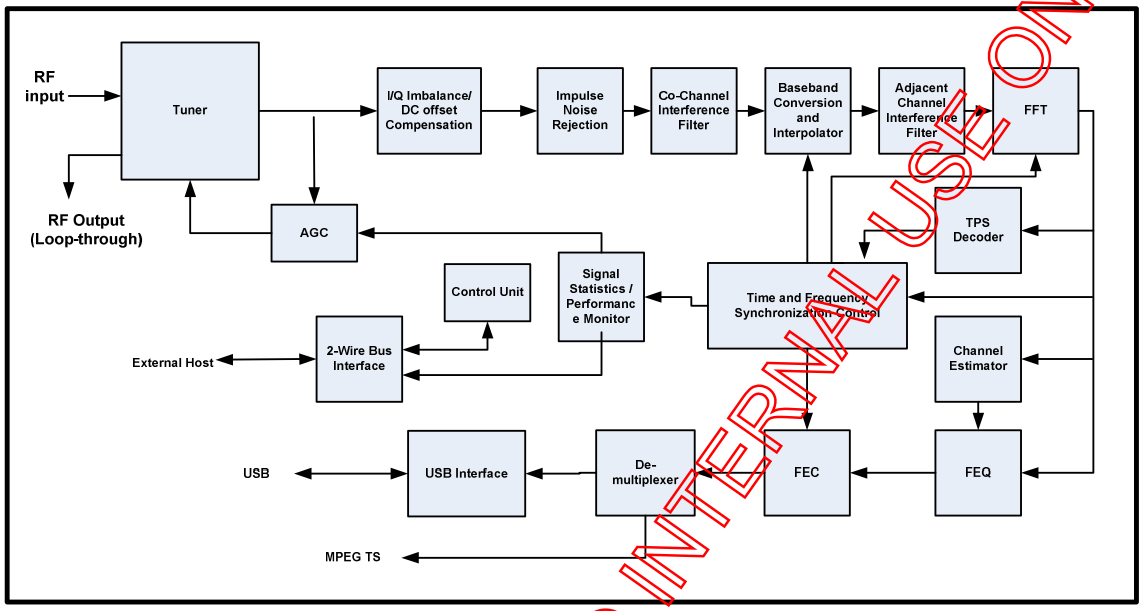 RF
input
Tuner
I/Q Imbalance/
DC offset
Compensation
Impulse
Noise
Rejection
Co-Channel
Interference
Filter
Baseband
Conversion
and
Interpolator
Adjacent
Channel
Interference
Filter
FFT
RF Output
(Loop-through)
AGC
TPS
Decoder
Signal
Statistics /
Performanc
e Monitor
Control Unit
Time and Frequency
Synchronization Control
External Host
2-Wire Bus
Interface
Channel
Estimator
USB
USB Interface
De-
multiplexer
FEC
FEQ
MPEG TS
INTERNAL USE ON